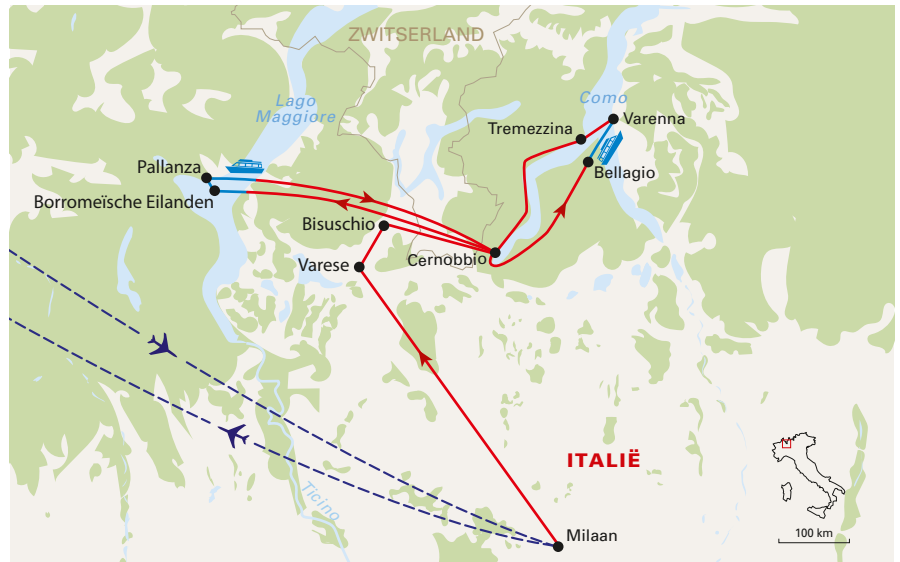 ZWITSERLAND
Lago
Maggiore
Como
Tremezzina
Varenna
Pallanza
Bellagio
Borromeïsche Eilanden
Bisuschio
Cernobbio
Varese
ITALIË
Ticino
Milaan
100 km